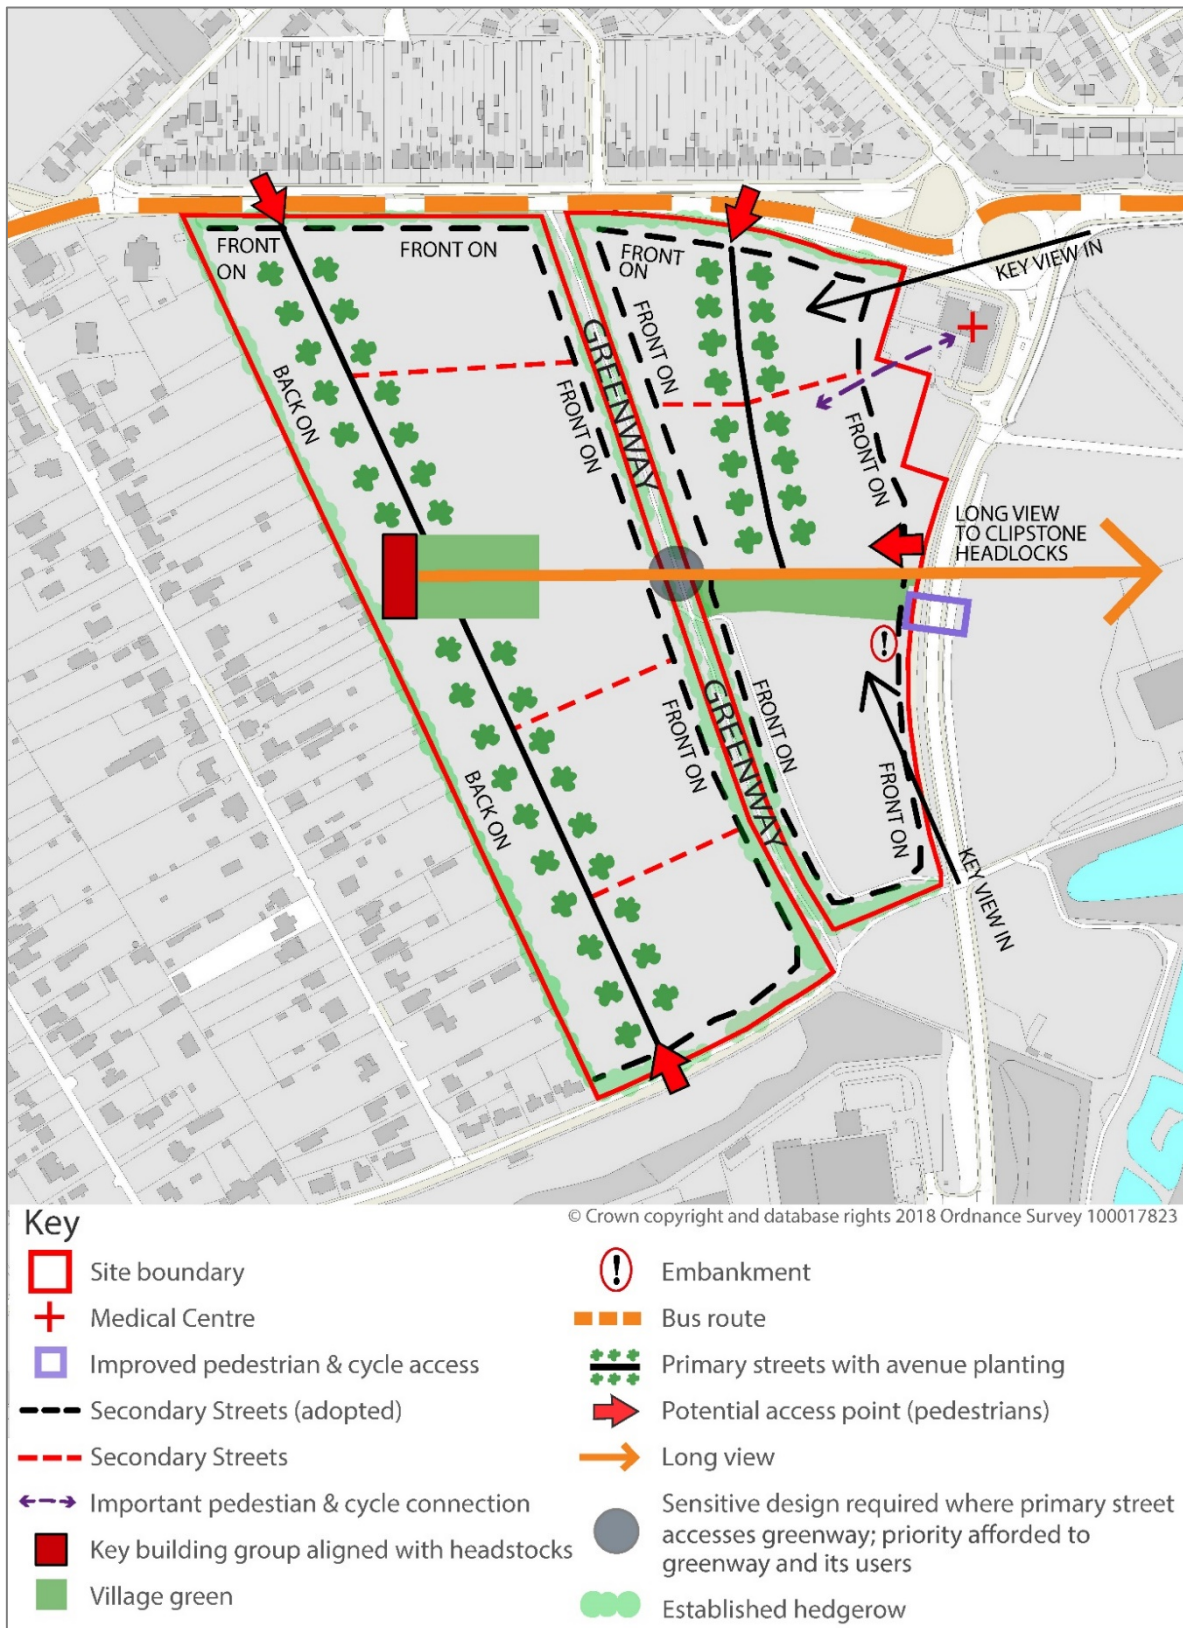 FRONT
ON
FRONT ON
FRONT
ON
KEY VIEW IN
GREENWAY
FRONT ON
BACK ON
FRONT ON
FRONT ON
LONG VIEW
TO CLIPSTONE
HEADLOCKS
!
GREENWAY
FRONT ON
FRONT ON
BACK ON
FRONT ON
KEY VIEW IN
© Crown copyright and database rights 2018 Ordnance Survey 100017823
Key
Site boundary
Medical Centre
Improved pedestrian & cycle access
Secondary Streets (adopted)
Secondary Streets
Important pedestian & cycle connection
Key building group aligned with headstocks
Village green
! Embankment
Bus route
Primary streets with avenue planting
Potential access point (pedestrians)
Long view
Sensitive design required where primary street
accesses greenway; priority afforded to
greenway and its users
Established hedgerow